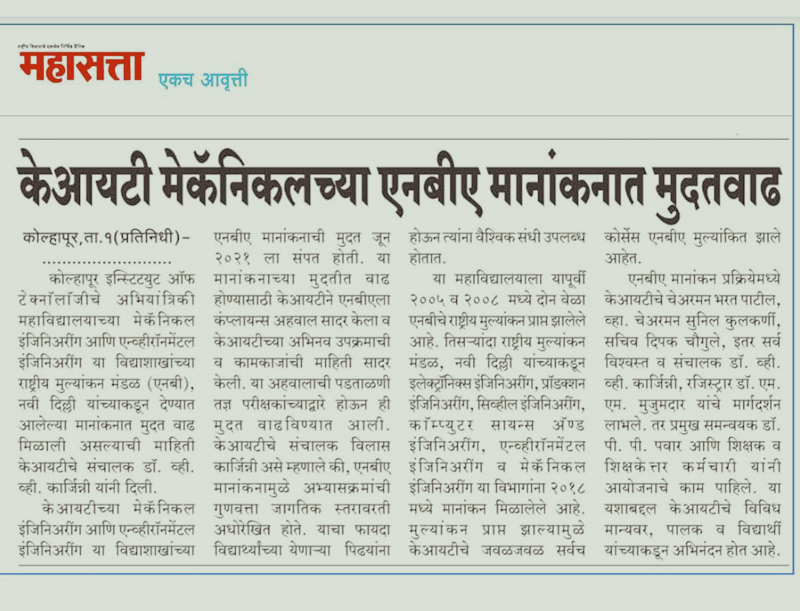 राष्ट्रीय विचाराचे एकमेव निर्भिड दैनिक
महासत्ता
एकच आवृत्ती
केआयटी मेकॅनिकलच्या एनबीए मानांकनात मुदतवाढ
कोल्हापूर,ता.१(प्रतिनिधी)–
..........................
कोल्हापूर इन्स्टिटयुट ऑफ
टेक्नॉलॉजीचे अभियांत्रिकी
महाविद्यालयाच्या मेकॅनिकल
इंजिनिअरींग आणि एन्व्हीरॉनमेंटल
इंजिनिअरींग या विद्याशाखांच्या
राष्ट्रीय मुल्यांकन मंडळ (एनबी),
नवी दिल्ली यांच्याकडून देण्यात
आलेल्या मानांकनात मुदत वाढ
मिळाली असल्याची माहिती
केआयटीचे संचालक डॉ. व्ही.
व्ही. कार्जिन्नी यांनी दिली.
केआयटीच्या मेकॅनिकल
इंजिनिअरींग आणि एन्व्हीरॉनमेंटल
इंजिनिअरींग या विद्याशाखांच्या
एनबीए मानांकनाची मुदत जून
२०२१ ला संपत होती. या
मानांकनाच्या मुदतीत वाढ
होण्यासाठी केआयटीने एनबीएला
कंप्लायन्स अहवाल सादर केला व
केआयटीच्या अभिनव उपक्रमाची
व कामकाजांची माहिती सादर
केली. या अहवालाची पडताळणी
तज्ञ परीक्षकांच्याद्वारे होऊन ही
मुदत वाढविण्यात आली.
केआयटीचे संचालक विलास
कार्जिन्नी असे म्हणाले की, एनबीए
मानांकनामुळे अभ्यासक्रमांची
गुणवत्ता जागतिक स्तरावरती
अधोरेखित होते. याचा फायदा
विद्यार्थ्यांच्या येणाऱ्या पिढयांना
होऊन त्यांना वैश्विक संधी उपलब्ध
होतात.
या महाविद्यालयाला यापूर्वी
२००५ व २००८ मध्ये दोन वेळा
एनबीचे राष्ट्रीय मुल्यांकन प्राप्त झालेले
आहे. तिसऱ्यांदा राष्ट्रीय मुल्यांकन
मंडळ, नवी दिल्ली यांच्याकडून
इलेक्ट्रॉनिक्स इंजिनिअरींग, प्रॉडक्शन
इंजिनिअरींग, सिव्हील इंजिनिअरींग,
कॉम्प्युटर सायन्स अँण्ड
इंजिनिअरींग, एन्व्हीरॉनमेंटल
इंजिनिअरींग व मेकॅनिकल
इंजिनिअरींग या विभागांना २०१८
मध्ये मानांकन मिळालेले आहे.
मुल्यांकन प्राप्त झाल्यामुळे
केआयटीचे जवळजवळ सर्वच
कोर्सेस एनबीए मुल्यांकित झाले
आहेत.
एनबीए मानांकन प्रक्रियेमध्ये
केआयटीचे चेअरमन भरत पाटील,
व्हा. चेअरमन सुनिल कुलकर्णी,
सचिव दिपक चौगुले, इतर सर्व
विश्वस्त व संचालक डॉ. व्ही.
व्ही. कार्जिन्नी, रजिस्ट्रार डॉ. एम.
एम. मुजुमदार यांचे मार्गदर्शन
लाभले. तर प्रमुख समन्वयक डॉ.
पी. पी. पवार आणि शिक्षक व
शिक्षकेत्तर कर्मचारी यांनी
आयोजनाचे काम पाहिले. या
यशाबद्दल केआयटीचे विविध
मान्यवर, पालक व विद्यार्थी
यांच्याकडून अभिनंदन होत आहे.